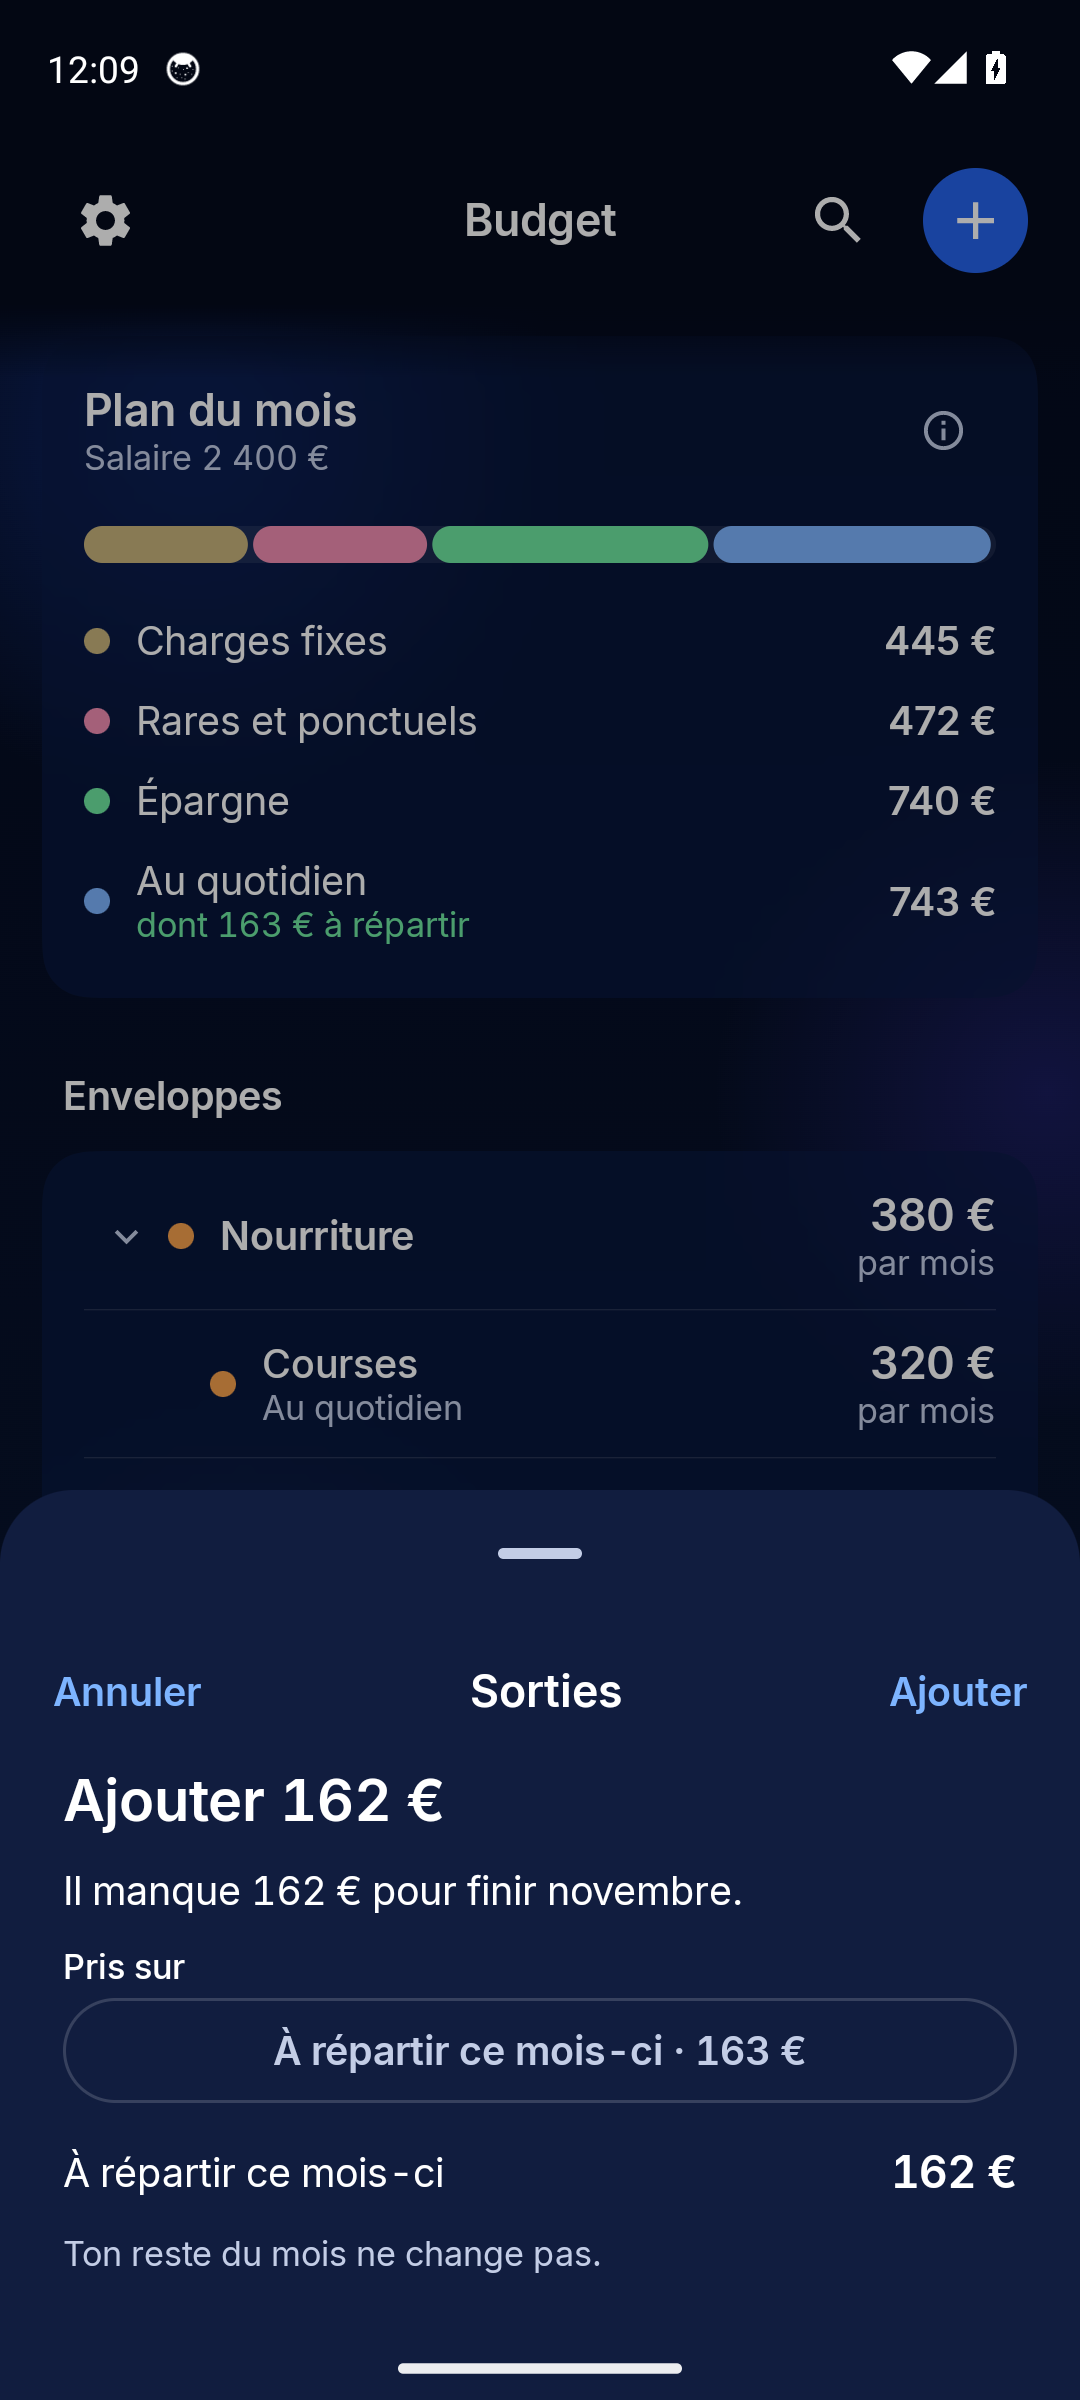 12:09
Budget
Plan du mois
Salaire 2 400 €
Charges fixes 445 €
Rares et ponctuels 472 €
Épargne 740 €
Au quotidien 743 €
dont 163 € à répartir
Enveloppes
Nourriture 380 €
par mois
Courses 320 €
Au quotidien par mois
Annuler Sorties Ajouter
Ajouter 162 €
Il manque 162 € pour finir novembre.
Pris sur
À répartir ce mois-ci · 163 €
À répartir ce mois-ci 162 €
Ton reste du mois ne change pas.